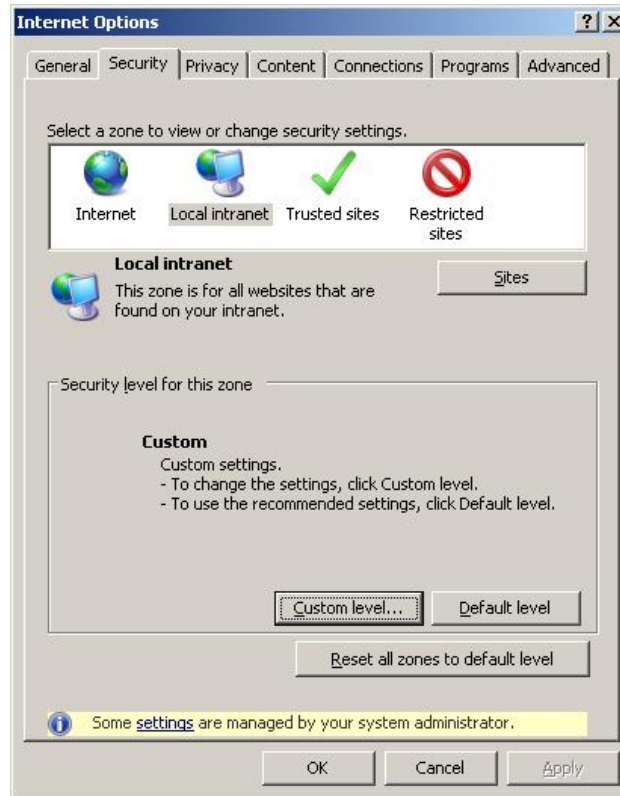 Internet Options
General Security Privacy Content Connections Programs Advanced
Select a zone to view or change security settings.
Internet Local intranet Trusted sites Restricted
sites
Local intranet
This zone is for all websites that are
found on your intranet.
Sites
Security level for this zone
Custom
Custom settings.
- To change the settings, click Custom level.
- To use the recommended settings, click Default level.
Custom level... Default level
Reset all zones to default level
Some settings are managed by your system administrator.
OK Cancel Apply